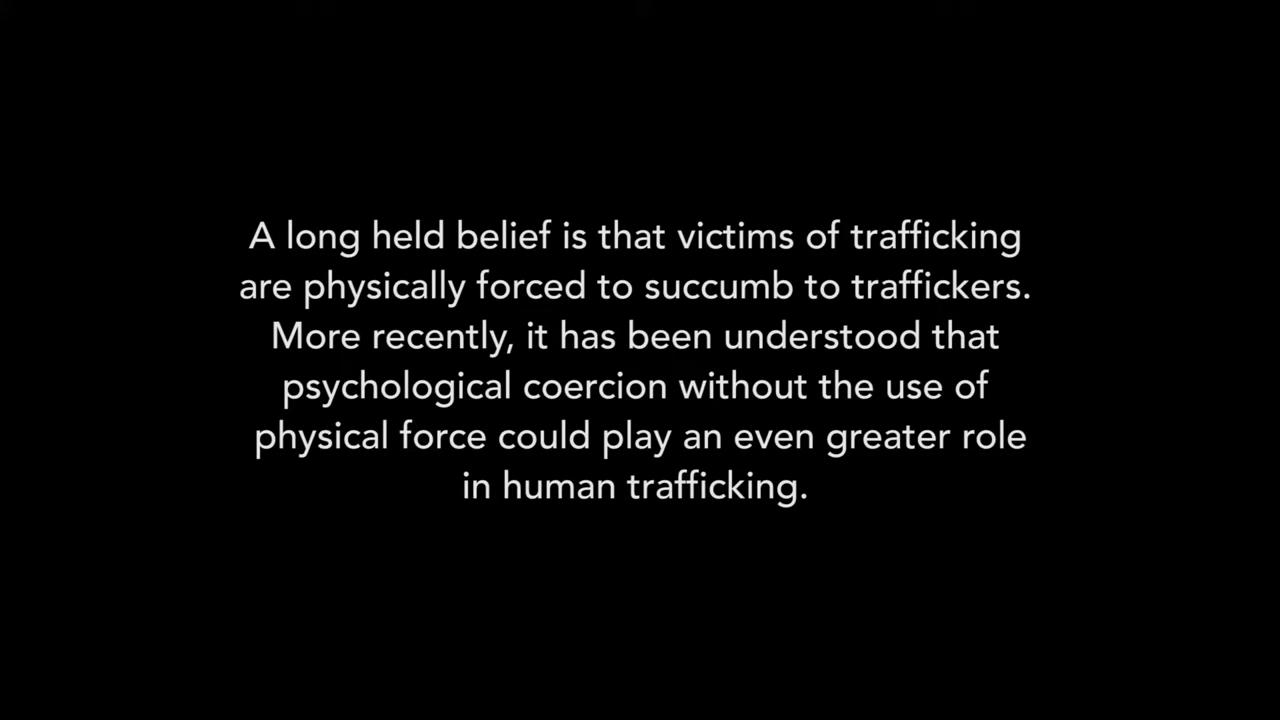 A long held belief is that victims of trafficking
are physically forced to succumb to traffickers.
More recently, it has been understood that
psychological coercion without the use of
physical force could play an even greater role
in human trafficking.